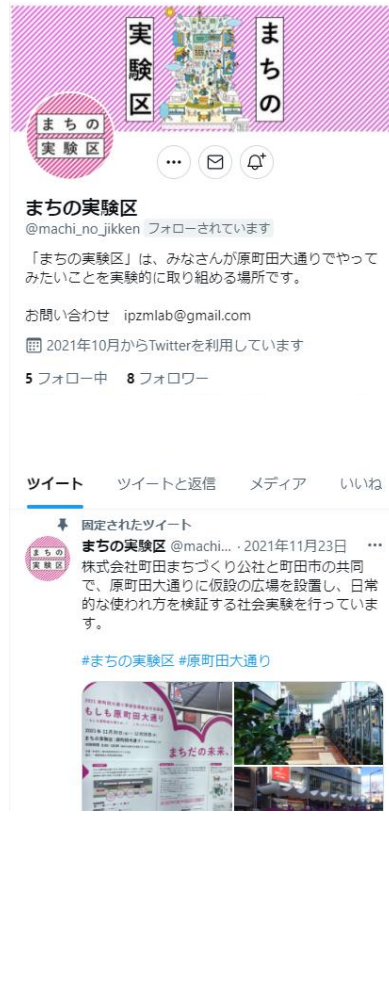 実験区
まちの
まちの
実験区
まちの実験区
@machi_no_jikken フォローされています
「まちの実験区」は、みなさんが原町田大通りでやって
みたいことを実験的に取り組める場所です。
お問い合わせ ipzmlab@gmail.com
2021年10月からTwitterを利用しています
5 フォロー中 8 フォロワー
ツイート ツイートと返信 メディア いいね
固定されたツイート
まちの実験区 @machi... · 2021年11月23日
まちの
実験区
株式会社町田まちづくり公社と町田市の共同
で、原町田大通りに仮設の広場を設置し、日常
的な使われ方を検証する社会実験を行っていま
す。
#まちの実験区 #原町田大通り
もしも原町田大通り
まちだの未来、